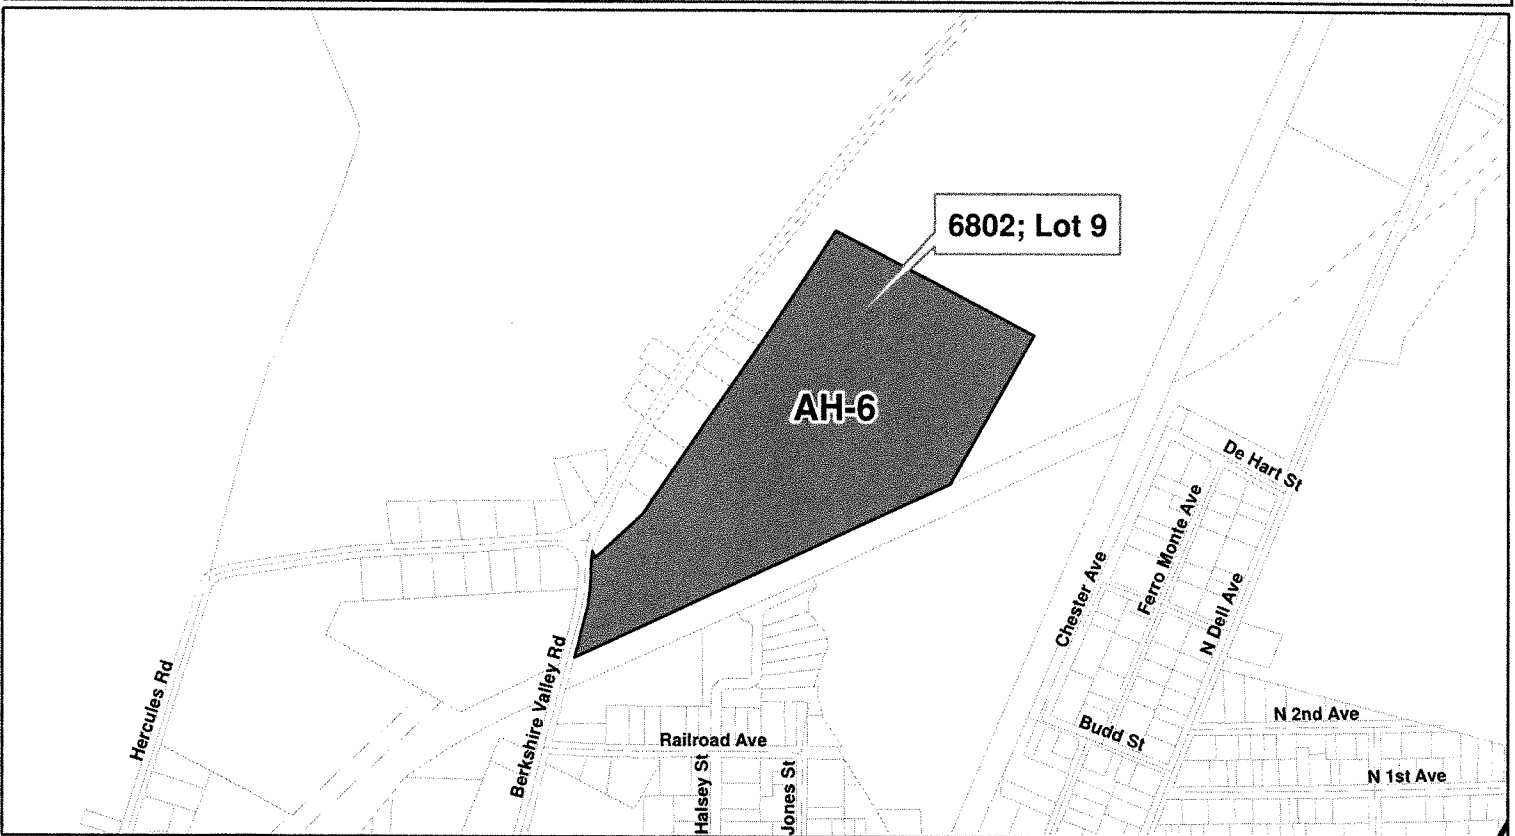 6802; Lot 9
AH-6
De Hart St
Ferro Monte Ave
Chester Ave
N Dell Ave
Hercules Rd
Berkshire Valley Rd
Railroad Ave
Halsey St
Jones St
Budd St
N 2nd Ave
N 1st Ave